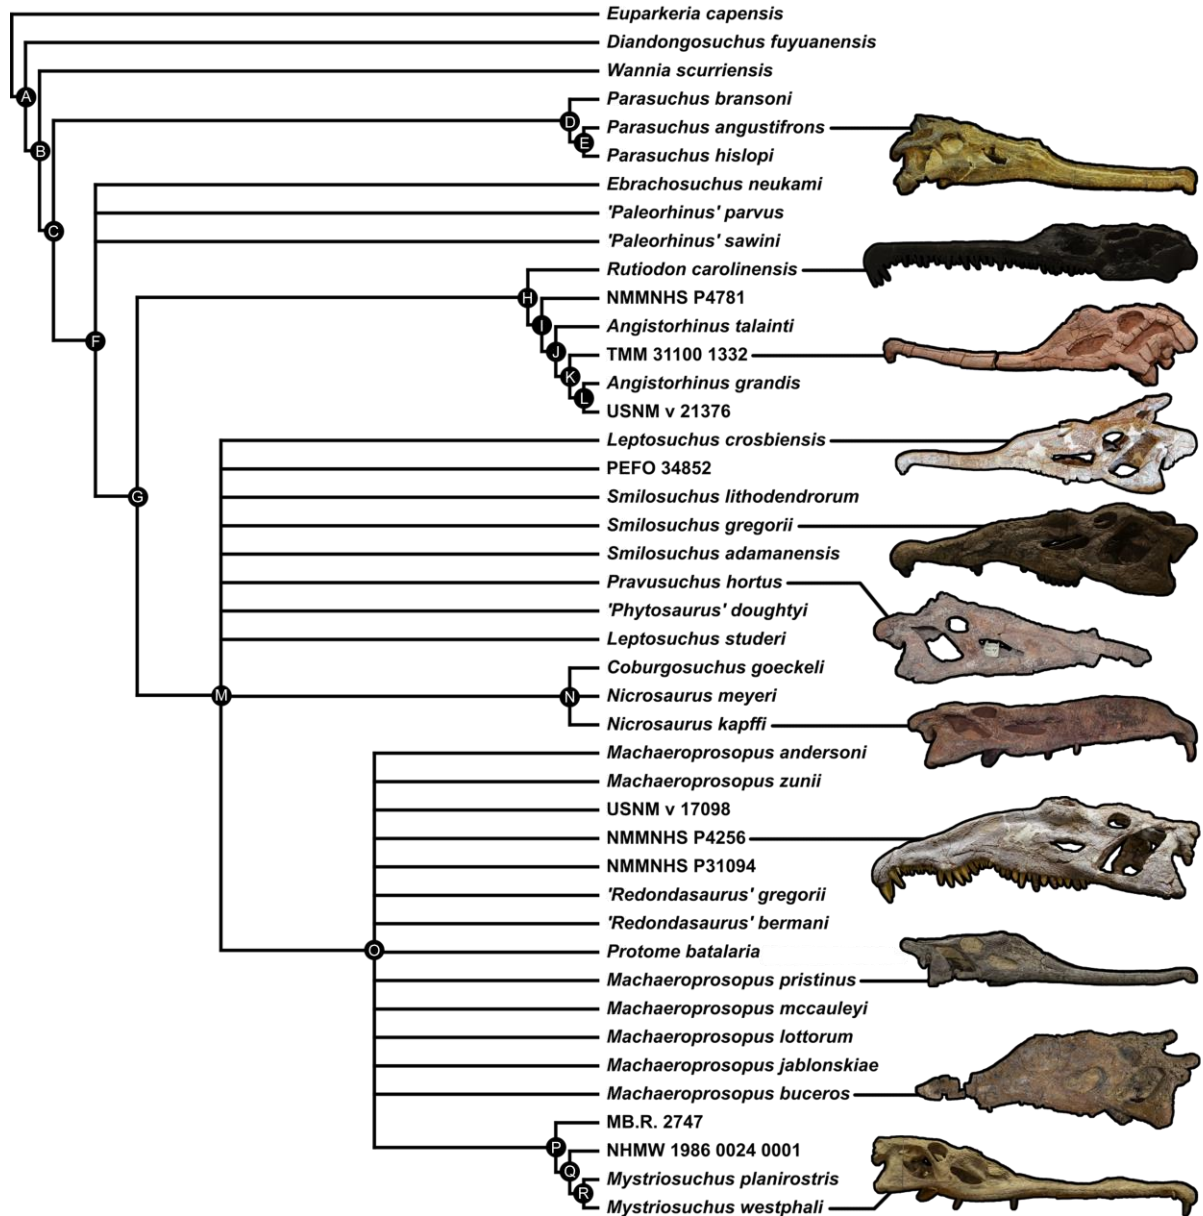 Euparkeria capensis
Diandongosuchus fuyuanensis
Wannia scurriensis
Parasuchus bransoni
Parasuchus angustifrons
Parasuchus hislopi
Ebrachosuchus neukami
'Paleorhinus' parvus
'Paleorhinus' sawini
Rutiodon carolinensis
NMMNHS P4781
Angistorhinus talainti
TMM 31100 1332
Angistorhinus grandis
USNM v 21376
Leptosuchus crosbiensis
PEFO 34852
Smilosuchus lithodendrorum
Smilosuchus gregorii
Smilosuchus adamanensis
Pravusuchus hortus
'Phytosaurus' doughtyi
Leptosuchus studeri
Coburgosuchus goeckeli
Nicrosaurus meyeri
Nicrosaurus kapffi
Machaeroprosopus andersoni
Machaeroprosopus zunii
USNM v 17098
NMMNHS P4256
NMMNHS P31094
'Redondasaurus' gregorii
'Redondasaurus' bermani
Protome batalaria
Machaeroprosopus pristinus
Machaeroprosopus mccauleyi
Machaeroprosopus lottorum
Machaeroprosopus jablonskiae
Machaeroprosopus buceros
MB.R. 2747
NHMW 1986 0024 0001
Mystriosuchus planirostris
Mystriosuchus westphali
A
B
C
D
E
F
G
H
I
J
K
L
M
N
O
P
Q
R